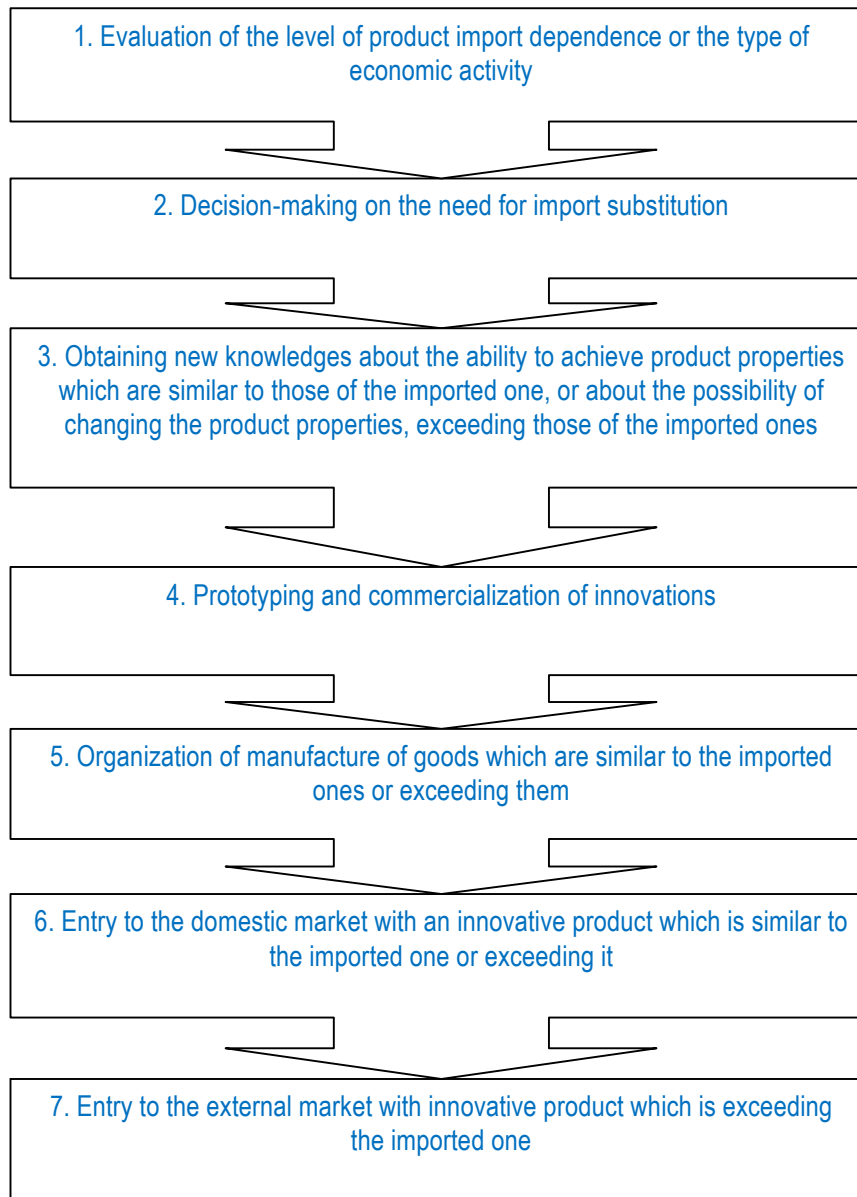 1. Evaluation of the level of product import dependence or the type of
economic activity
2. Decision-making on the need for import substitution
3. Obtaining new knowledges about the ability to achieve product properties
which are similar to those of the imported one, or about the possibility of
changing the product properties, exceeding those of the imported ones
4. Prototyping and commercialization of innovations
5. Organization of manufacture of goods which are similar to the imported
ones or exceeding them
6. Entry to the domestic market with an innovative product which is similar to
the imported one or exceeding it
7. Entry to the external market with innovative product which is exceeding
the imported one